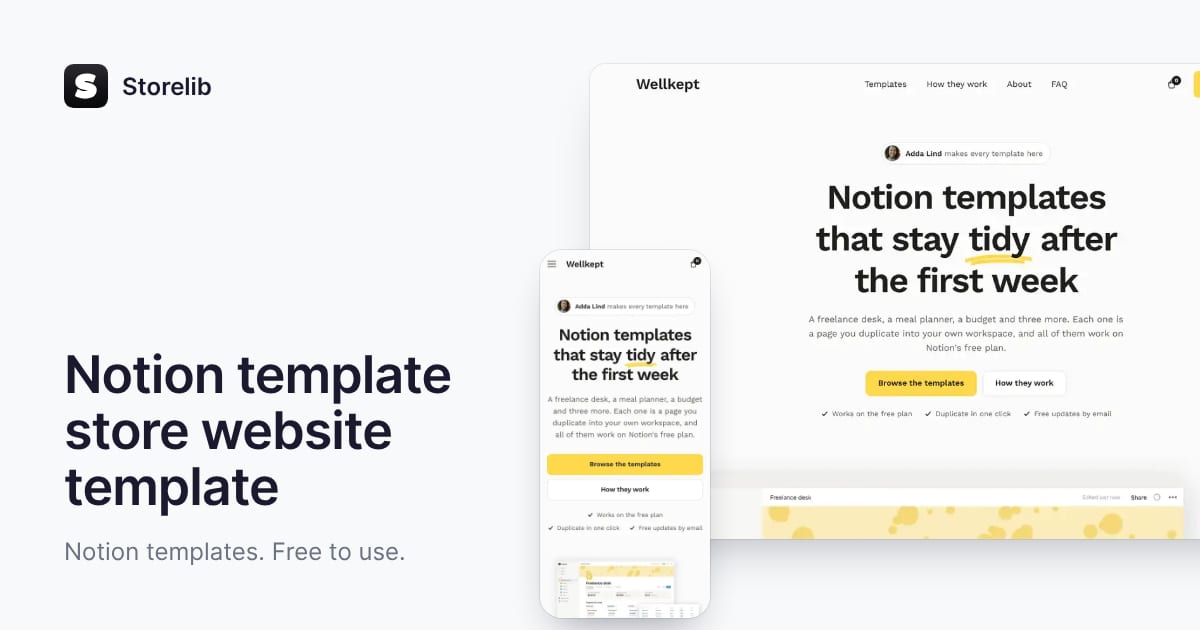 Storelib
Notion template
store website
template
Notion templates. Free to use.
Wellkept
Templates
How they work
About
FAQ
0
Adda Lind makes every template here
Notion templates
that stay tidy after
the first week
A freelance desk, a meal planner, a budget and three more. Each one is
a page you duplicate into your own workspace, and all of them work on
Notion's free plan.
Browse the templates
How they work
Works on the free plan
Duplicate in one click
Free updates by email
Freelance desk
Edited just now
Share
Wellkept
0
Adda Lind makes every template here
Notion templates
that stay tidy after
the first week
A freelance desk, a meal planner, a budget
and three more. Each one is a page you
duplicate into your own workspace, and
all of them work on Notion's free plan.
Browse the templates
How they work
Works on the free plan
Duplicate in one click
Free updates by email
Freelance desk